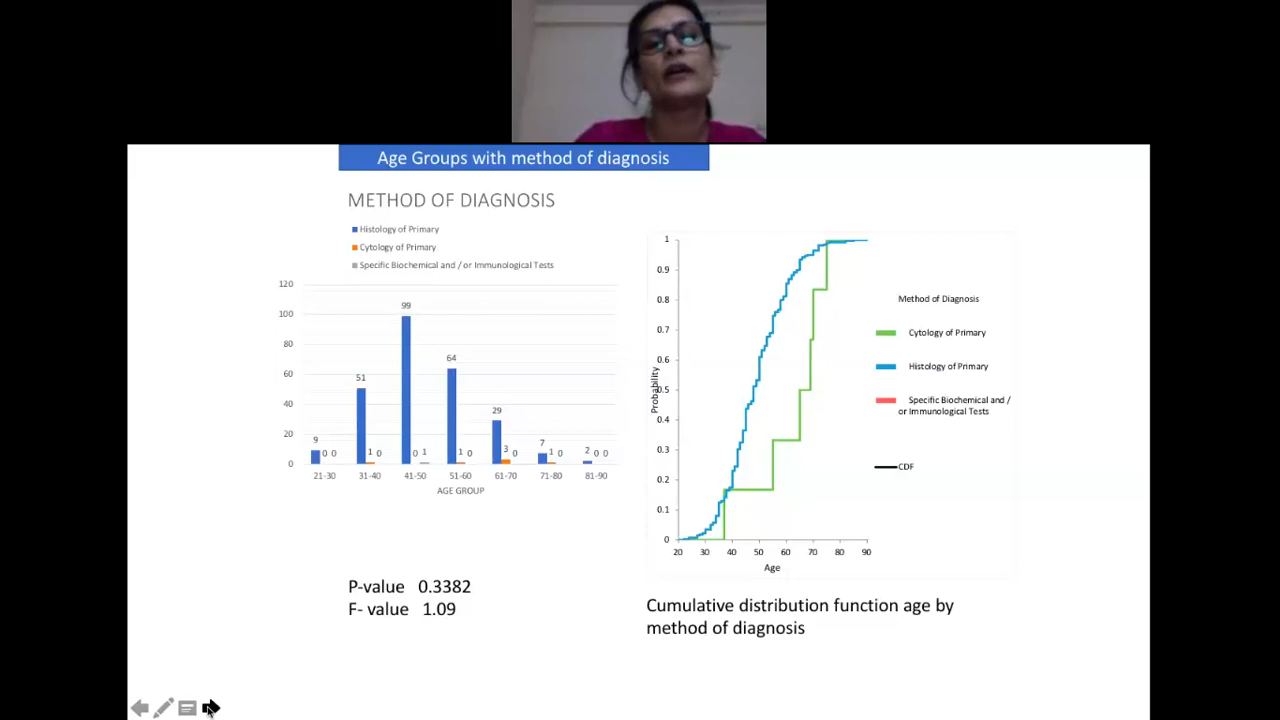 Age Groups with method of diagnosis
METHOD OF DIAGNOSIS
Histology of Primary
Cytology of Primary
Specific Biochemical and / or Immunological Tests
120
100
80
60
40
20
0
9 0 0
51 1 0
99 0 1
64 1 0
29 3 0
7 1 0
2 0 0
21-30 31-40 41-50 51-60 61-70 71-80 81-90
AGE GROUP
P-value 0.3382
F- value 1.09
1
0.9
0.8
0.7
0.6
0.5
0.4
0.3
0.2
0.1
0
Probability
20 30 40 50 60 70 80 90
Age
Method of Diagnosis
Cytology of Primary
Histology of Primary
Specific Biochemical and /
or Immunological Tests
CDF
Cumulative distribution function age by
method of diagnosis